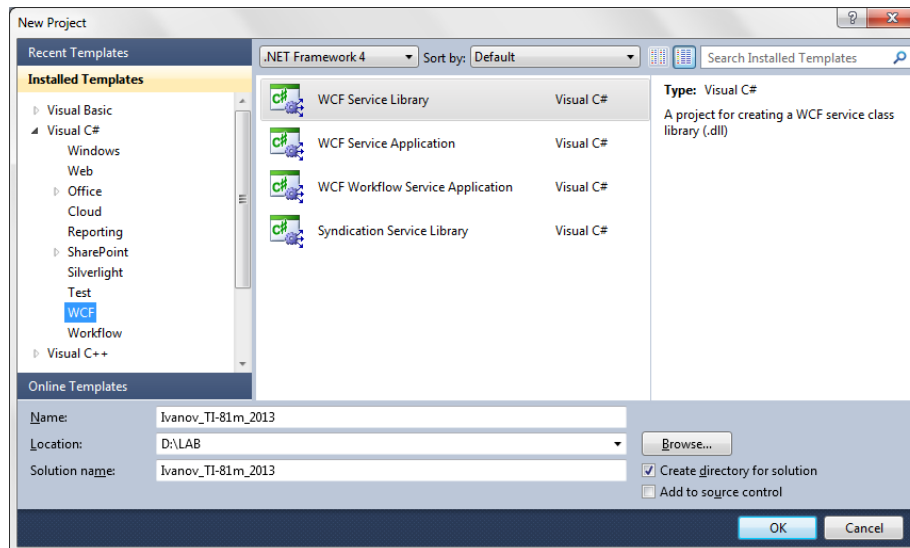 New Project
Recent Templates
Installed Templates
Visual Basic
Visual C#
Windows
Web
Office
Cloud
Reporting
SharePoint
Silverlight
Test
WCF
Workflow
Visual C++
Online Templates
.NET Framework 4 Sort by: Default Search Installed Templates
C# WCF Service Library Visual C#
C# WCF Service Application Visual C#
C# WCF Workflow Service Application Visual C#
C# Syndication Service Library Visual C#
Type: Visual C#
A project for creating a WCF service class
library (.dll)
Name: Ivanov_TI-81m_2013
Location: D:\LAB Browse...
Solution name: Ivanov_TI-81m_2013
Create directory for solution
Add to source control
OK Cancel